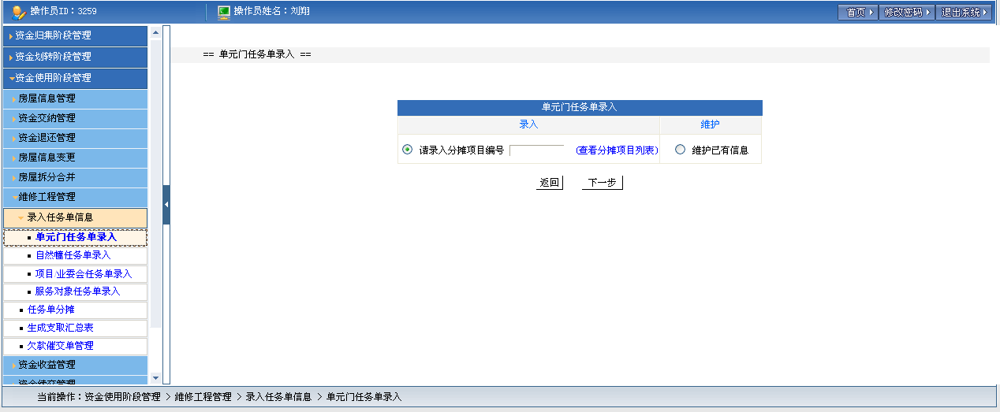 操作员ID：3259 操作员姓名：刘翔 首页 修改密码 退出系统
资金归集阶段管理
资金划转阶段管理
资金使用阶段管理
房屋信息管理
资金交纳管理
资金退还管理
房屋信息变更
房屋拆分合并
维修工程管理
录入任务单信息
单元门任务单录入
自然幢任务单录入
项目/业委会任务单录入
服务对象任务单录入
任务单分摊
生成支取汇总表
欠款催交单管理
资金收益管理
资金续交管理
== 单元门任务单录入 ==
单元门任务单录入
录入 维护
请录入分摊项目编号 (查看分摊项目列表) 维护已有信息
返回 下一步
当前操作：资金使用阶段管理 > 维修工程管理 > 录入任务单信息 > 单元门任务单录入